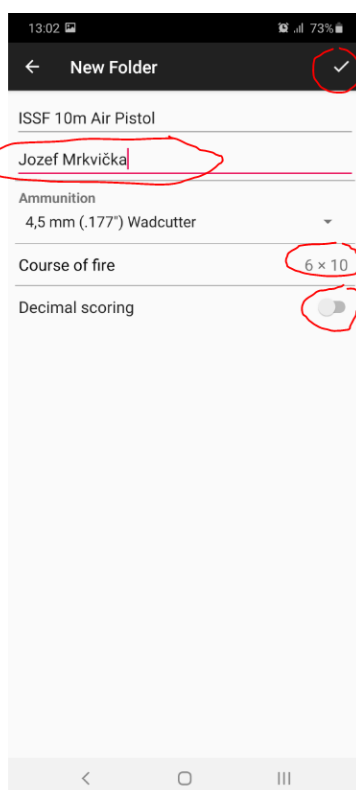 13:02 73%
New Folder
ISSF 10m Air Pistol
Jozef Mrkvička
Ammunition
4,5 mm (.177") Wadcutter
Course of fire 6 × 10
Decimal scoring